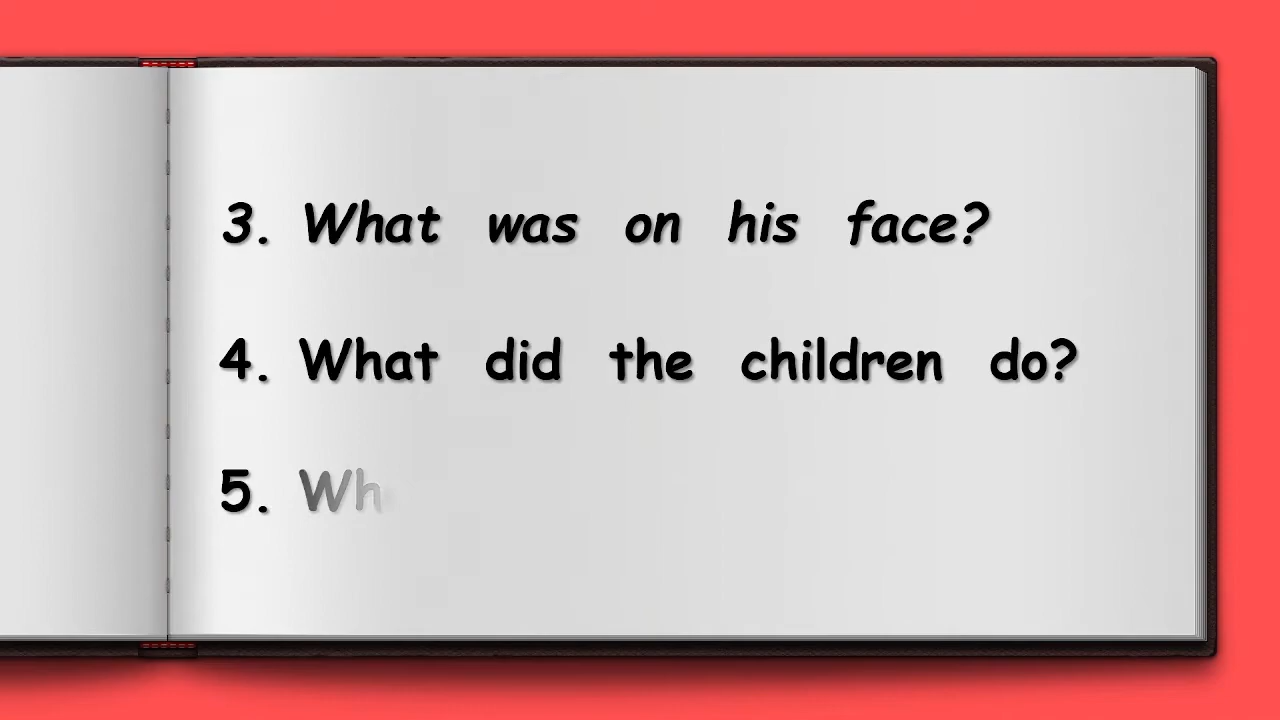 3. What was on his face?
4. What did the children do?
5. Wh